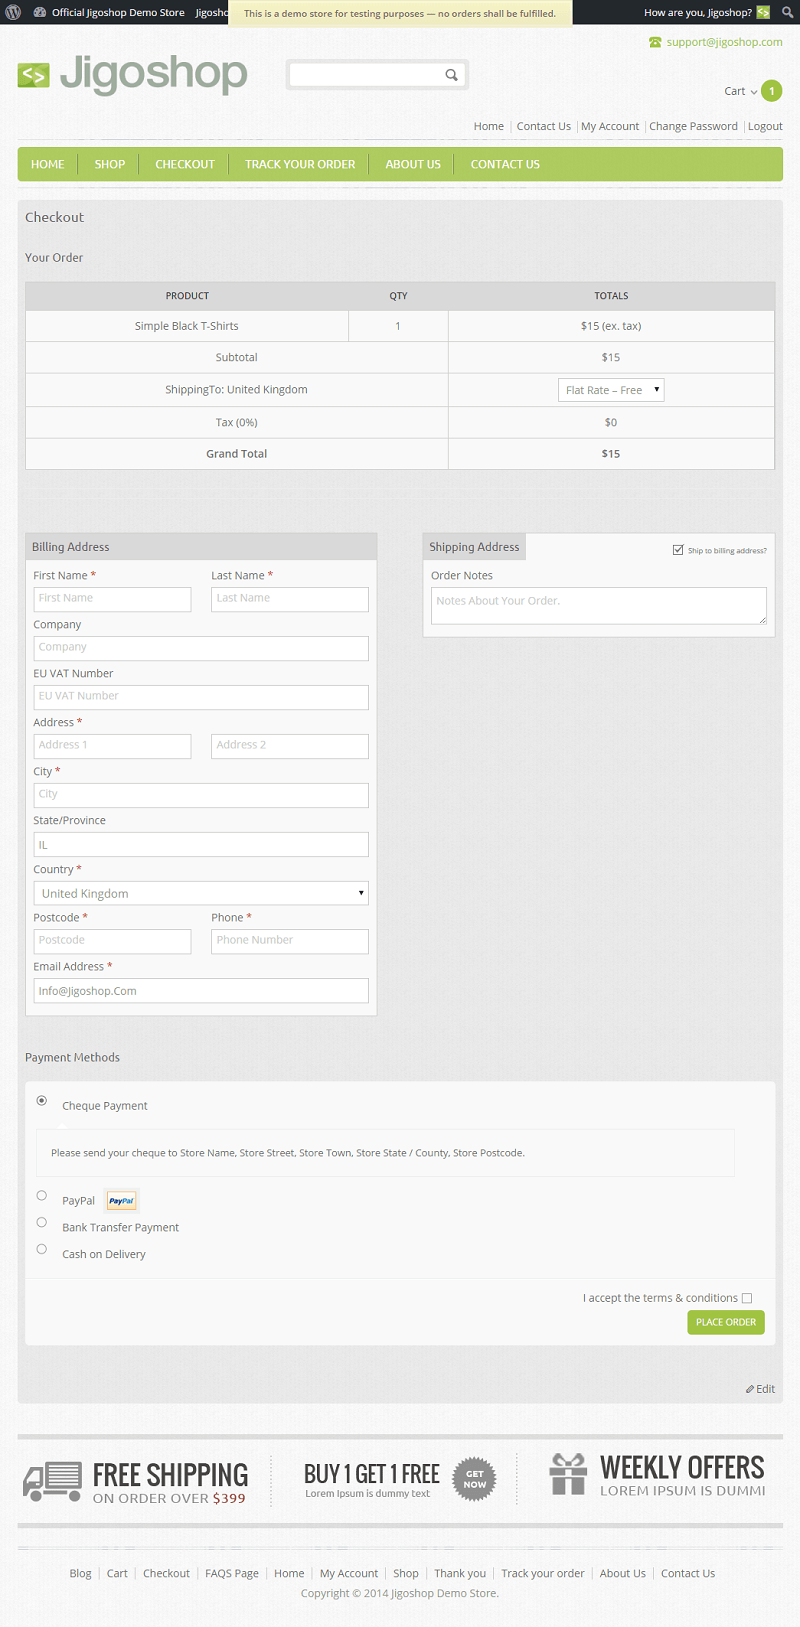 Official Jigoshop Demo Store Jigosho This is a demo store for testing purposes — no orders shall be fulfilled. How are you, Jigoshop?
support@jigoshop.com
Jigoshop
Cart 1
Home Contact Us My Account Change Password Logout
HOME SHOP CHECKOUT TRACK YOUR ORDER ABOUT US CONTACT US
Checkout
Your Order
PRODUCT QTY TOTALS
Simple Black T-Shirts 1 $15 (ex. tax)
Subtotal $15
ShippingTo: United Kingdom Flat Rate – Free
Tax (0%) $0
Grand Total $15
Billing Address
First Name * Last Name *
First Name Last Name
Company
Company
EU VAT Number
EU VAT Number
Address *
Address 1 Address 2
City *
City
State/Province
IL
Country *
United Kingdom
Postcode * Phone *
Postcode Phone Number
Email Address *
Info@Jigoshop.Com
Shipping Address Ship to billing address?
Order Notes
Notes About Your Order.
Payment Methods
Cheque Payment
Please send your cheque to Store Name, Store Street, Store Town, Store State / County, Store Postcode.
PayPal PayPal
Bank Transfer Payment
Cash on Delivery
I accept the terms & conditions
PLACE ORDER
Edit
FREE SHIPPING
ON ORDER OVER $399
BUY 1 GET 1 FREE
Lorem Ipsum is dummy text
GET
NOW
WEEKLY OFFERS
LOREM IPSUM IS DUMMI
Blog Cart Checkout FAQS Page Home My Account Shop Thank you Track your order About Us Contact Us
Copyright © 2014 Jigoshop Demo Store.